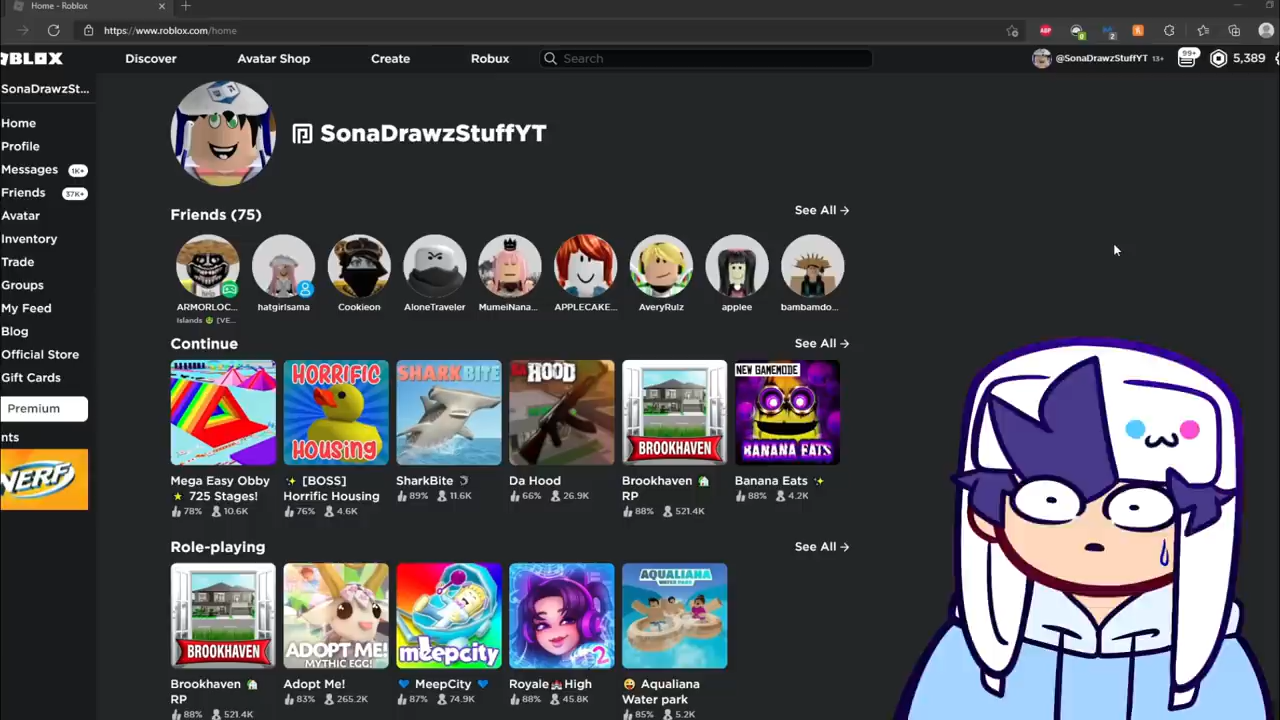 Home - Roblox
https://www.roblox.com/home
ABP
0
2
ROBLOX
Discover
Avatar Shop
Create
Robux
Search
@SonaDrawzStuffYT 13+
99+
5,389
SonaDrawzSt...
Home
Profile
Messages 1K+
Friends 37K+
Avatar
Inventory
Trade
Groups
My Feed
Blog
Official Store
Gift Cards
Premium
nts
NERF
SonaDrawzStuffYT
Friends (75)
See All →
ARMORLOC...
Islands [VE...
hatgirlsama
Cookieon
AloneTraveler
MumeiNana...
APPLECAKE...
AveryRulz
applee
bambamdo...
Continue
See All →
HORRIFIC HOUSING
SHARKBITE
DA HOOD
BROOKHAVEN
NEW GAMEMODE
BANANA EATS
Mega Easy Obby
⭐ 725 Stages!
78% 10.6K
✨ [BOSS]
Horrific Housing
76% 4.6K
SharkBite
89% 11.6K
Da Hood
66% 26.9K
Brookhaven 🏡
RP
88% 521.4K
Banana Eats ✨
88% 4.2K
Role-playing
See All →
BROOKHAVEN
ADOPT ME!
MYTHIC EGG!
meepcity
2
AQUALIANA
WATER PARK
Brookhaven 🏡
RP
88% 521.4K
Adopt Me!
83% 265.2K
💙 MeepCity 💙
87% 74.9K
Royale🏰High
88% 45.8K
😀 Aqualiana
Water park
85% 5.2K